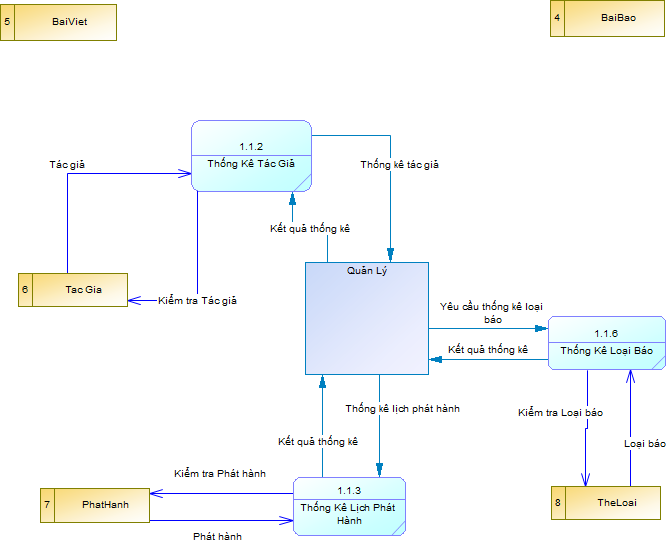 5 BaiViet
4 BaiBao
1.1.2
Thống Kê Tác Giả
Tác giả
Thống kê tác giả
Kết quả thống kê
Quản Lý
6 Tac Gia
Kiểm tra Tác giả
Yêu cầu thống kê loại
báo
1.1.6
Thống Kê Loại Báo
Kết quả thống kê
Thống kê lịch phát hành
Kiểm tra Loại báo
Kết quả thống kê
Loại báo
Kiểm tra Phát hành
1.1.3
Thống Kê Lịch Phát
Hành
7 PhatHanh
8 TheLoai
Phát hành